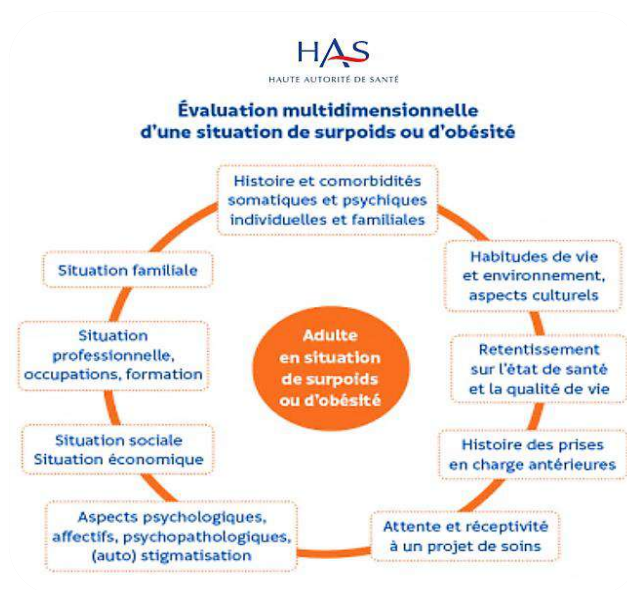 HAS
HAUTE AUTORITÉ DE SANTÉ
Évaluation multidimensionnelle
d'une situation de surpoids ou d'obésité
Histoire et comorbidités
somatiques et psychiques
individuelles et familiales
Habitudes de vie
et environnement,
aspects culturels
Retentissement
sur l'état de santé
et la qualité de vie
Histoire des prises
en charge antérieures
Attente et réceptivité
à un projet de soins
Aspects psychologiques,
affectifs, psychopathologiques,
(auto) stigmatisation
Situation sociale
Situation économique
Situation
professionnelle,
occupations, formation
Situation familiale
Adulte
en situation
de surpoids
ou d'obésité